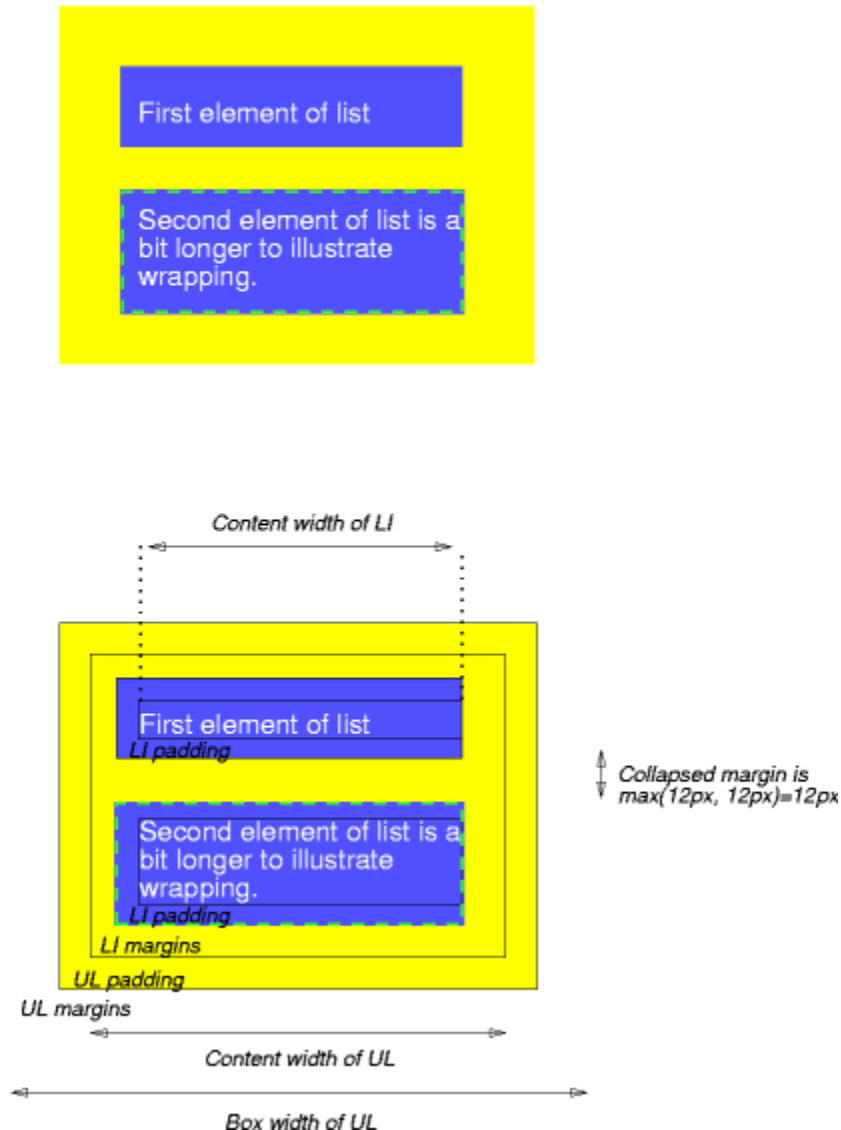 First element of list
Second element of list is a
bit longer to illustrate
wrapping.
Content width of LI
First element of list
LI padding
Collapsed margin is
max(12px, 12px)=12px
Second element of list is a
bit longer to illustrate
wrapping.
LI padding
LI margins
UL padding
UL margins
Content width of UL
Box width of UL